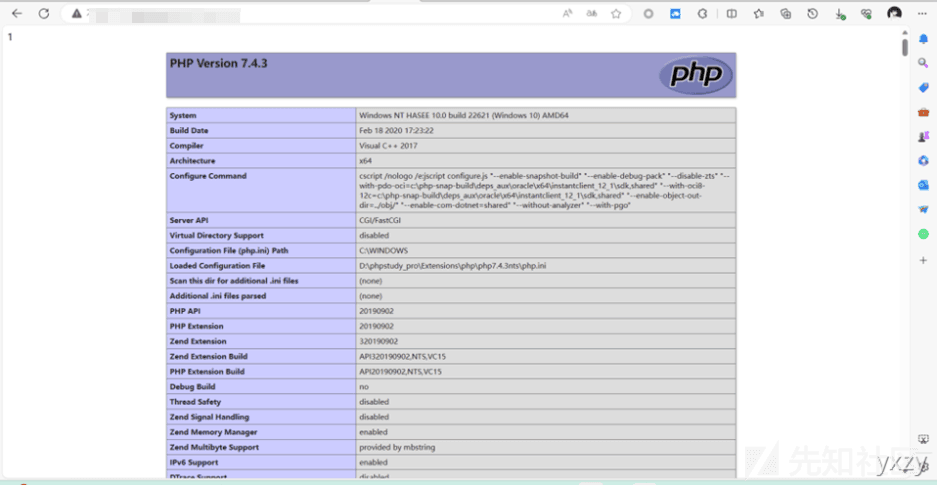 1
PHP Version 7.4.3
php
System Windows NT HASEE 10.0 build 22621 (Windows 10) AMD64
Build Date Feb 18 2020 17:23:22
Compiler Visual C++ 2017
Architecture x64
Configure Command cscript /nologo /e:jscript configure.js "--enable-snapshot-build" "--enable-debug-pack" "--disable-zts" "--
with-pdo-oci=c:\php-snap-build\deps_aux\oracle\x64\instantclient_12_1\sdk,shared" "--with-oci8-
12c=c:\php-snap-build\deps_aux\oracle\x64\instantclient_12_1\sdk,shared" "--enable-object-out-
dir=../obj/" "--enable-com-dotnet=shared" "--without-analyzer" "--with-pgo"
Server API CGI/FastCGI
Virtual Directory Support disabled
Configuration File (php.ini) Path C:\WINDOWS
Loaded Configuration File D:\phpstudy_pro\Extensions\php\php7.4.3nts\php.ini
Scan this dir for additional .ini files (none)
Additional .ini files parsed (none)
PHP API 20190902
PHP Extension 20190902
Zend Extension 320190902
Zend Extension Build API320190902,NTS,VC15
PHP Extension Build API20190902,NTS,VC15
Debug Build no
Thread Safety disabled
Zend Signal Handling disabled
Zend Memory Manager enabled
Zend Multibyte Support provided by mbstring
IPv6 Support enabled
DTrace Support disabled
先知社区
yxzy